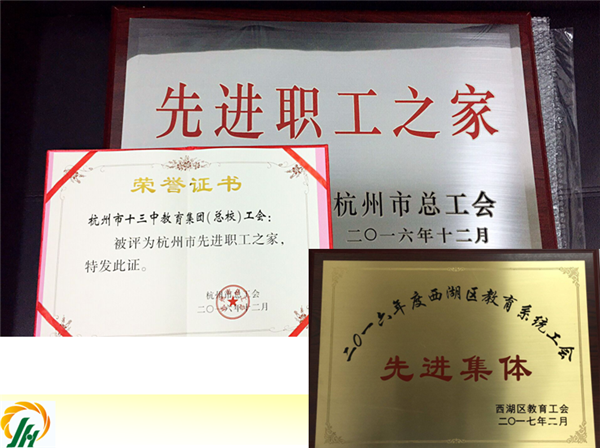 先进职工之家
杭州市总工会
二〇一六年十二月
荣誉证书
杭州市十三中教育集团(总校)工会:
被评为杭州市先进职工之家,
特发此证。
杭州市总工会
二〇一六年十二月
二〇一六年度西湖区教育系统工会
先进集体
西湖区教育工会
二〇一七年二月